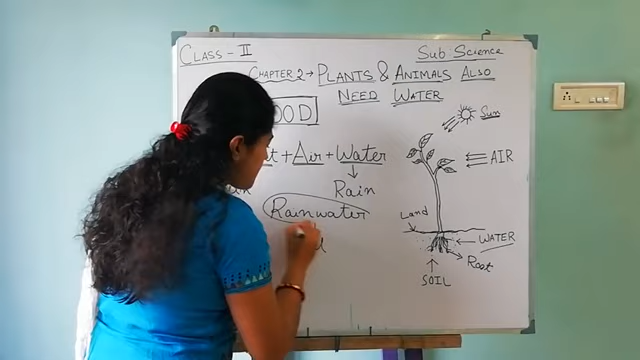 CLASS - II
Sub Science
CHAPTER 2 → PLANTS & ANIMALS ALSO
NEED WATER
OOD
Sun
+ Air + Water
AIR
Rain
Rainwater
Land
WATER
Root
SOIL